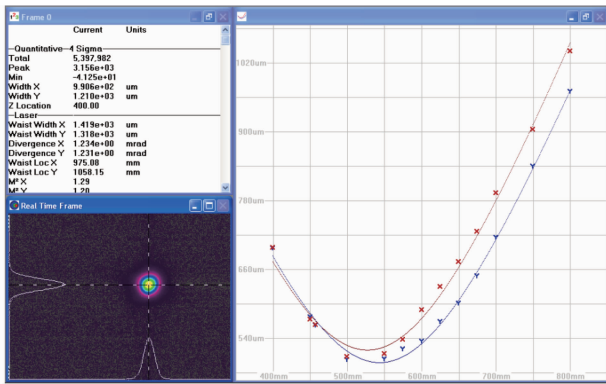 Frame 0
Current Units
Quantitative--4 Sigma
Total 5,397,982
Peak 3.156e+03
Min -4.125e+01
Width X 9.906e+02 um
Width Y 1.210e+03 um
Z Location 400.00
Laser
Waist Width X 1.419e+03 um
Waist Width Y 1.318e+03 um
Divergence X 1.234e+00 mrad
Divergence Y 1.231e+00 mrad
Waist Loc X 975.08 mm
Waist Loc Y 1058.15 mm
M² X 1.29
M² Y 1.20
Real Time Frame
1020um
900um
780um
660um
540um
400mm 500mm 600mm 700mm 800mm
X X X X X X X X X X X X X X
Y Y Y Y Y Y Y Y Y Y